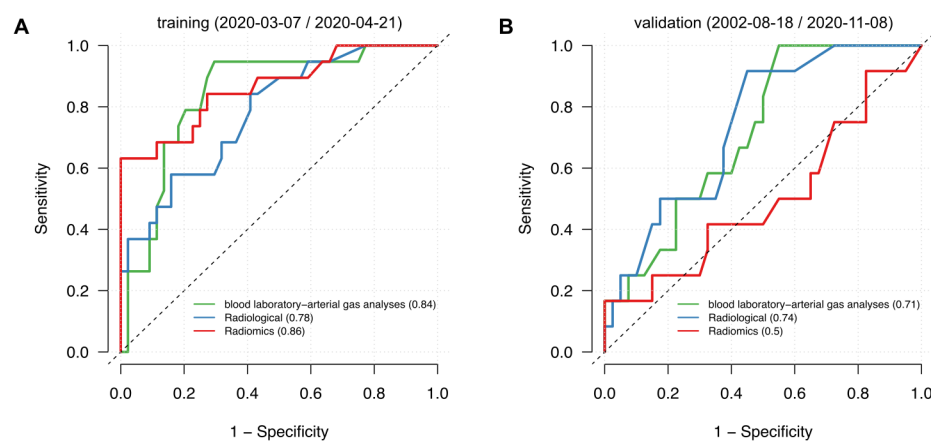 A
training (2020-03-07 / 2020-04-21)
Sensitivity
1.0
0.8
0.6
0.4
0.2
0.0
blood laboratory–arterial gas analyses (0.84)
Radiological (0.78)
Radiomics (0.86)
0.0 0.2 0.4 0.6 0.8 1.0
1 – Specificity
B
validation (2002-08-18 / 2020-11-08)
Sensitivity
1.0
0.8
0.6
0.4
0.2
0.0
blood laboratory–arterial gas analyses (0.71)
Radiological (0.74)
Radiomics (0.5)
0.0 0.2 0.4 0.6 0.8 1.0
1 – Specificity